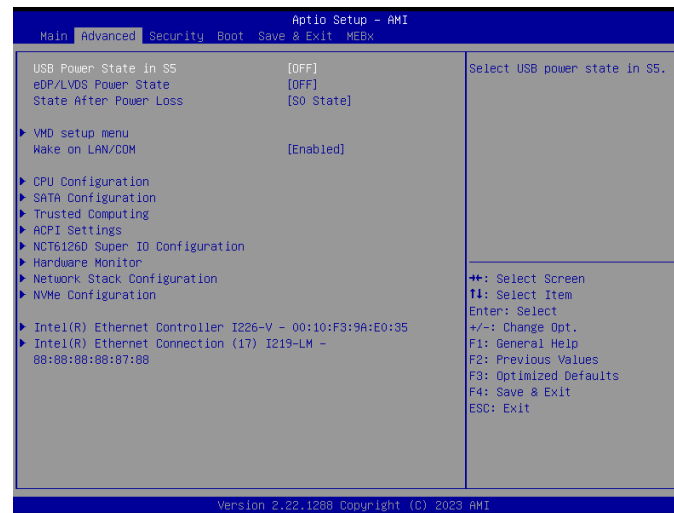 Aptio Setup – AMI
Main Advanced Security Boot Save & Exit MEBx
USB Power State in S5 [OFF]
eDP/LVDS Power State [OFF]
State After Power Loss [S0 State]
VMD setup menu
Wake on LAN/COM [Enabled]
CPU Configuration
SATA Configuration
Trusted Computing
ACPI Settings
NCT6126D Super IO Configuration
Hardware Monitor
Network Stack Configuration
NVMe Configuration
Intel(R) Ethernet Controller I226-V – 00:10:F3:9A:E0:35
Intel(R) Ethernet Connection (17) I219-LM –
88:88:88:88:87:88
Select USB power state in S5.
→←: Select Screen
↑↓: Select Item
Enter: Select
+/-: Change Opt.
F1: General Help
F2: Previous Values
F3: Optimized Defaults
F4: Save & Exit
ESC: Exit
Version 2.22.1288 Copyright (C) 2023 AMI